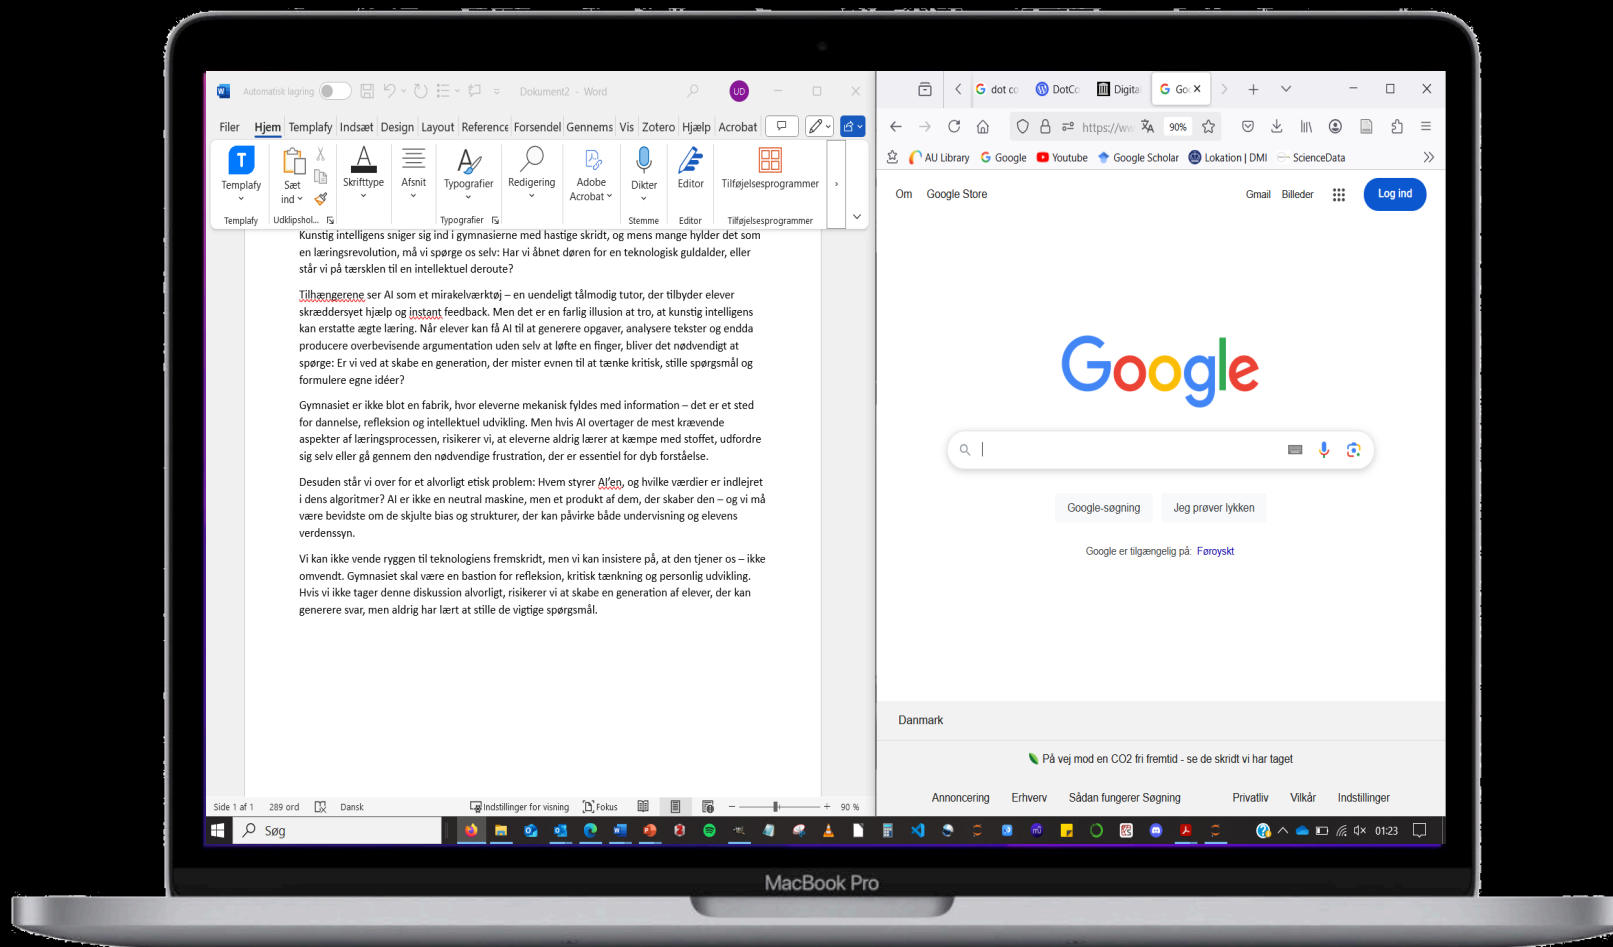 Automatisk lagring
Dokument2 - Word
UD
Filer Hjem Templafy Indsæt Design Layout Reference Forsendel Gennems Vis Zotero Hjælp Acrobat
Templafy
Sæt ind
Skrifttype
Afsnit
Typografier
Redigering
Adobe Acrobat
Dikter
Editor
Tilføjelsesprogrammer
Templafy Udklipshol... Typografier Stemme Editor Tilføjelsesprogrammer
Kunstig intelligens sniger sig ind i gymnasierne med hastige skridt, og mens mange hylder det som
en læringsrevolution, må vi spørge os selv: Har vi åbnet døren for en teknologisk guldalder, eller
står vi på tærsklen til en intellektuel deroute?
Tilhængerene ser AI som et mirakelværktøj – en uendeligt tålmodig tutor, der tilbyder elever
skræddersyet hjælp og instant feedback. Men det er en farlig illusion at tro, at kunstig intelligens
kan erstatte ægte læring. Når elever kan få AI til at generere opgaver, analysere tekster og endda
producere overbevisende argumentation uden selv at løfte en finger, bliver det nødvendigt at
spørge: Er vi ved at skabe en generation, der mister evnen til at tænke kritisk, stille spørgsmål og
formulere egne idéer?
Gymnasiet er ikke blot en fabrik, hvor eleverne mekanisk fyldes med information – det er et sted
for dannelse, refleksion og intellektuel udvikling. Men hvis AI overtager de mest krævende
aspekter af læringsprocessen, risikerer vi, at eleverne aldrig lærer at kæmpe med stoffet, udfordre
sig selv eller gå gennem den nødvendige frustration, der er essentiel for dyb forståelse.
Desuden står vi over for et alvorligt etisk problem: Hvem styrer AI’en, og hvilke værdier er indlejret
i dens algoritmer? AI er ikke en neutral maskine, men et produkt af dem, der skaber den – og vi må
være bevidste om de skjulte bias og strukturer, der kan påvirke både undervisning og elevens
verdenssyn.
Vi kan ikke vende ryggen til teknologiens fremskridt, men vi kan insistere på, at den tjener os – ikke
omvendt. Gymnasiet skal være en bastion for refleksion, kritisk tænkning og personlig udvikling.
Hvis vi ikke tager denne diskussion alvorligt, risikerer vi at skabe en generation af elever, der kan
generere svar, men aldrig har lært at stille de vigtige spørgsmål.
Side 1 af 1 289 ord Dansk Indstillinger for visning Fokus 90 %
dot co DotCo Digita Goo
https://ww 90%
AU Library Google Youtube Google Scholar Lokation | DMI ScienceData
Om Google Store Gmail Billeder Log ind
Google
Google-søgning Jeg prøver lykken
Google er tilgængelig på: Føroyskt
Danmark
På vej mod en CO2 fri fremtid - se de skridt vi har taget
Annoncering Erhverv Sådan fungerer Søgning Privatliv Vilkår Indstillinger
Søg
01:23
MacBook Pro